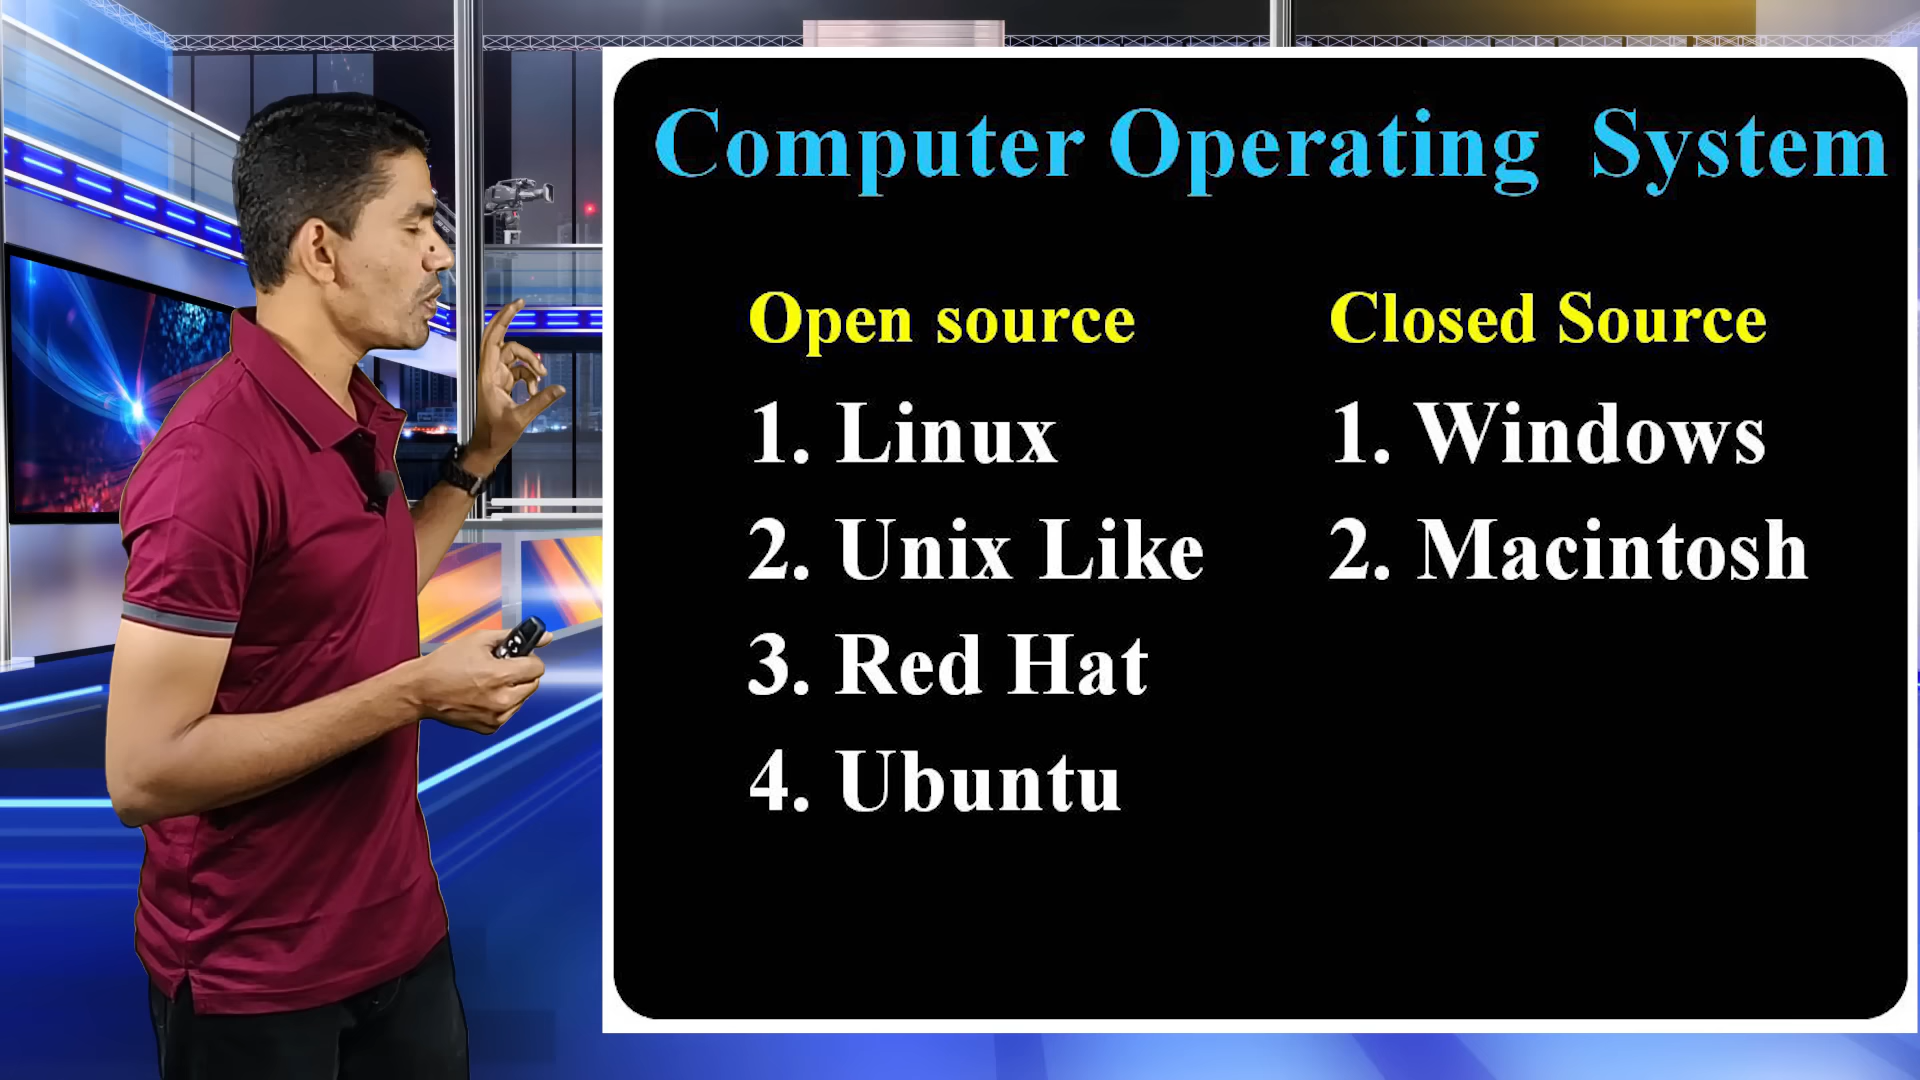 Computer Operating System
Open source
1. Linux
2. Unix Like
3. Red Hat
4. Ubuntu
Closed Source
1. Windows
2. Macintosh